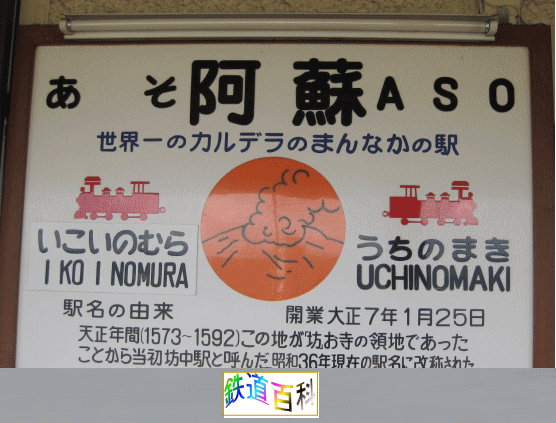 あそ 阿蘇 ASO
世界一のカルデラのまんなかの駅
いこいのむら
IKOINOMURA
うちのまき
UCHINOMAKI
駅名の由来
開業大正7年1月25日
天正年間(1573~1592)この地が坊お寺の領地であった
ことから当初坊中駅と呼んだ.昭和36年現在の駅名に改称された
鉄道百科